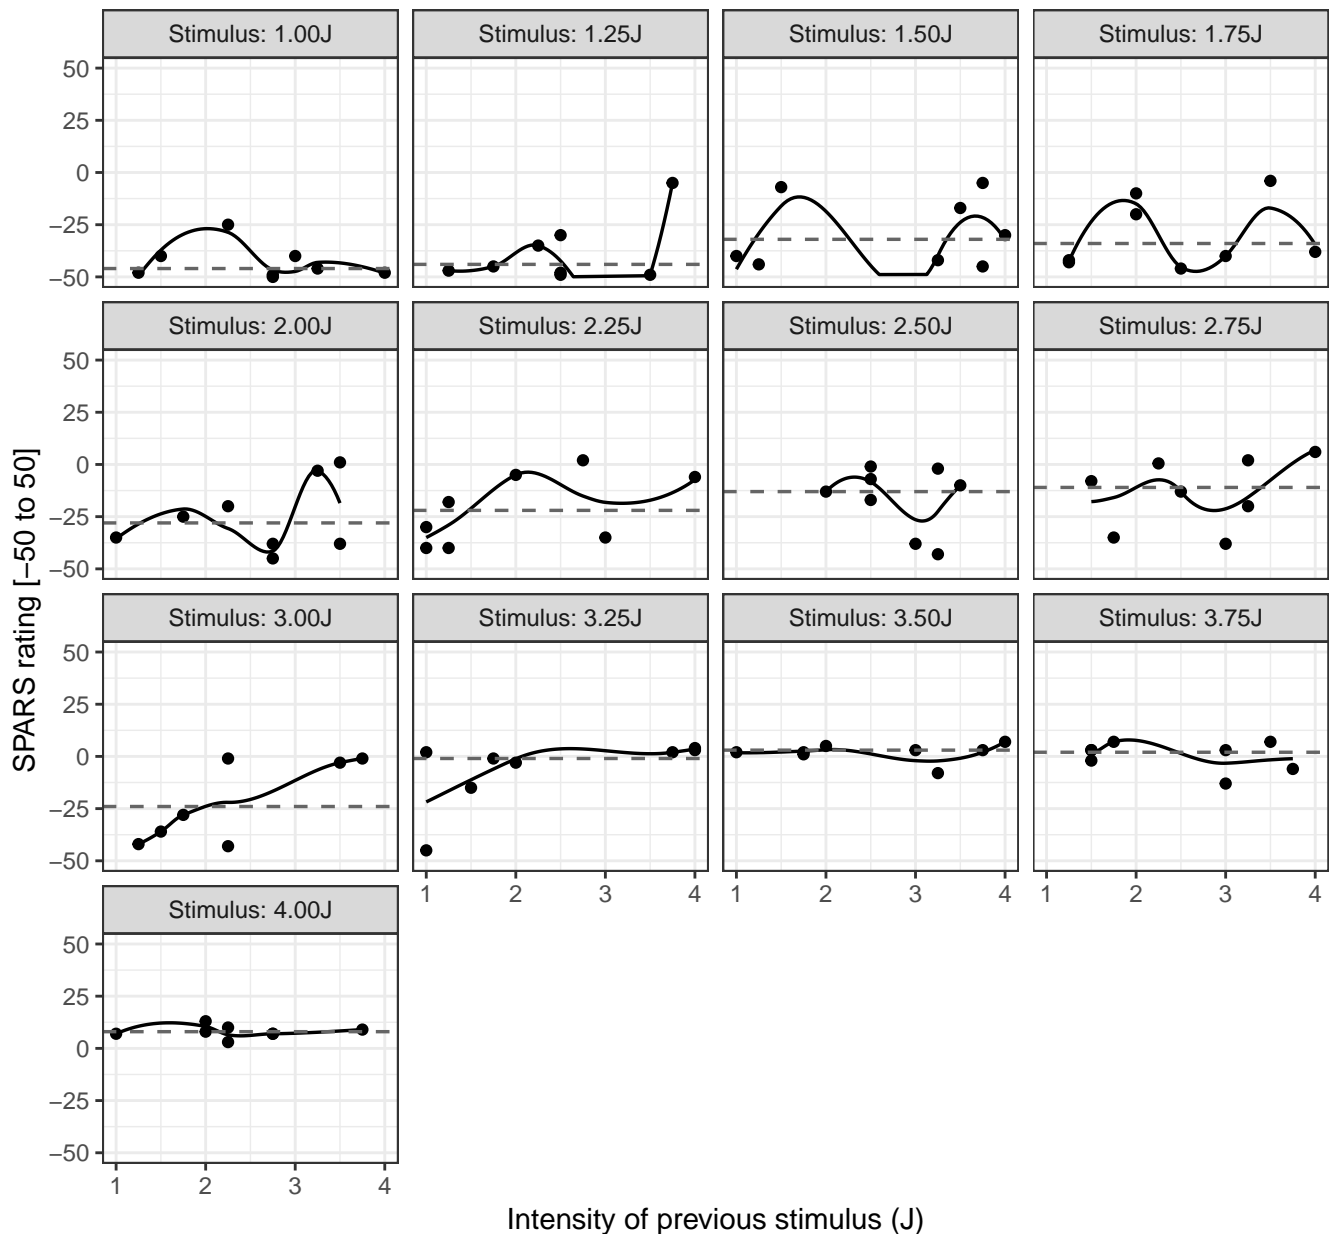 Stimulus: 1.00J Stimulus: 1.25J Stimulus: 1.50J Stimulus: 1.75J
50
25
0
−25
−50
Stimulus: 2.00J Stimulus: 2.25J Stimulus: 2.50J Stimulus: 2.75J
50
25
0
−25
−50
SPARS rating [−50 to 50]
Stimulus: 3.00J Stimulus: 3.25J Stimulus: 3.50J Stimulus: 3.75J
50
25
0
−25
−50
1 2 3 4 1 2 3 4 1 2 3 4
Stimulus: 4.00J
50
25
0
−25
−50
1 2 3 4
Intensity of previous stimulus (J)